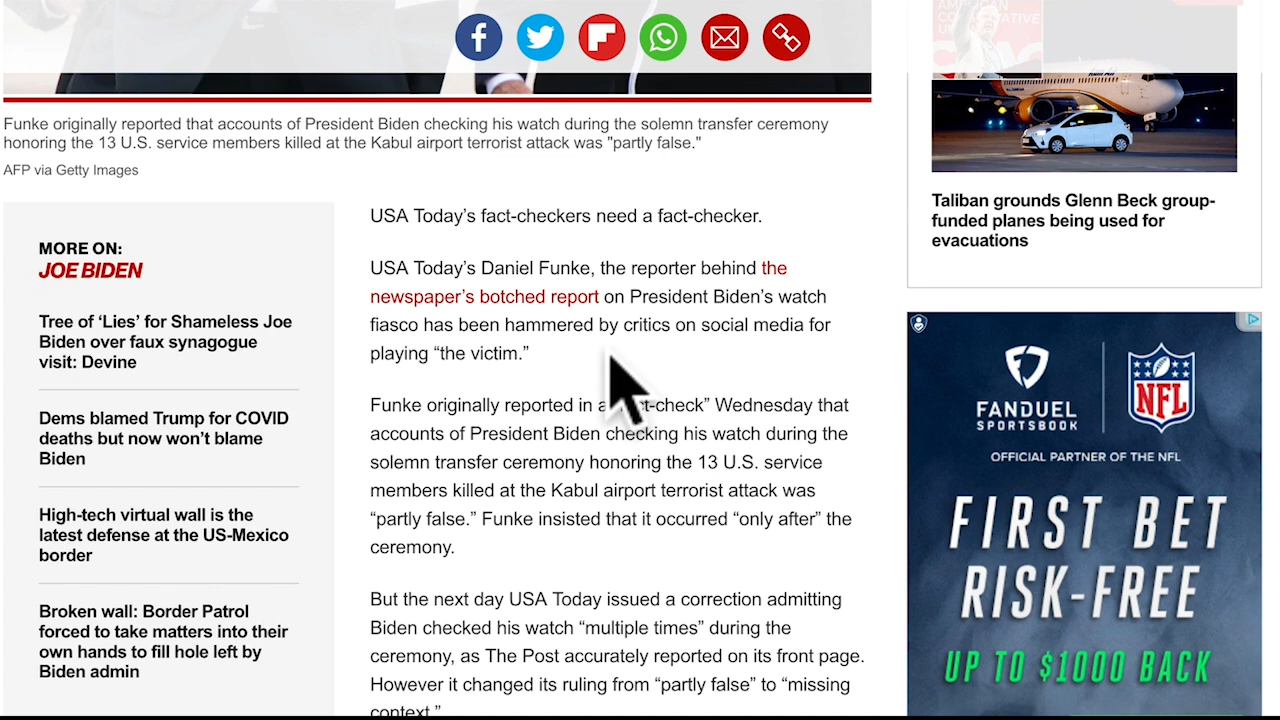 Funke originally reported that accounts of President Biden checking his watch during the solemn transfer ceremony
honoring the 13 U.S. service members killed at the Kabul airport terrorist attack was "partly false."
AFP via Getty Images
MORE ON:
JOE BIDEN
Tree of ‘Lies’ for Shameless Joe
Biden over faux synagogue
visit: Devine
Dems blamed Trump for COVID
deaths but now won’t blame
Biden
High-tech virtual wall is the
latest defense at the US-Mexico
border
Broken wall: Border Patrol
forced to take matters into their
own hands to fill hole left by
Biden admin
USA Today’s fact-checkers need a fact-checker.
USA Today’s Daniel Funke, the reporter behind the
newspaper’s botched report on President Biden’s watch
fiasco has been hammered by critics on social media for
playing “the victim.”
Funke originally reported in a -check” Wednesday that
accounts of President Biden checking his watch during the
solemn transfer ceremony honoring the 13 U.S. service
members killed at the Kabul airport terrorist attack was
“partly false.” Funke insisted that it occurred “only after” the
ceremony.
But the next day USA Today issued a correction admitting
Biden checked his watch “multiple times” during the
ceremony, as The Post accurately reported on its front page.
However it changed its ruling from “partly false” to “missing
context.”
Taliban grounds Glenn Beck group-
funded planes being used for
evacuations
FANDUEL
SPORTSBOOK
NFL
OFFICIAL PARTNER OF THE NFL
FIRST BET
RISK-FREE
UP TO $1000 BACK